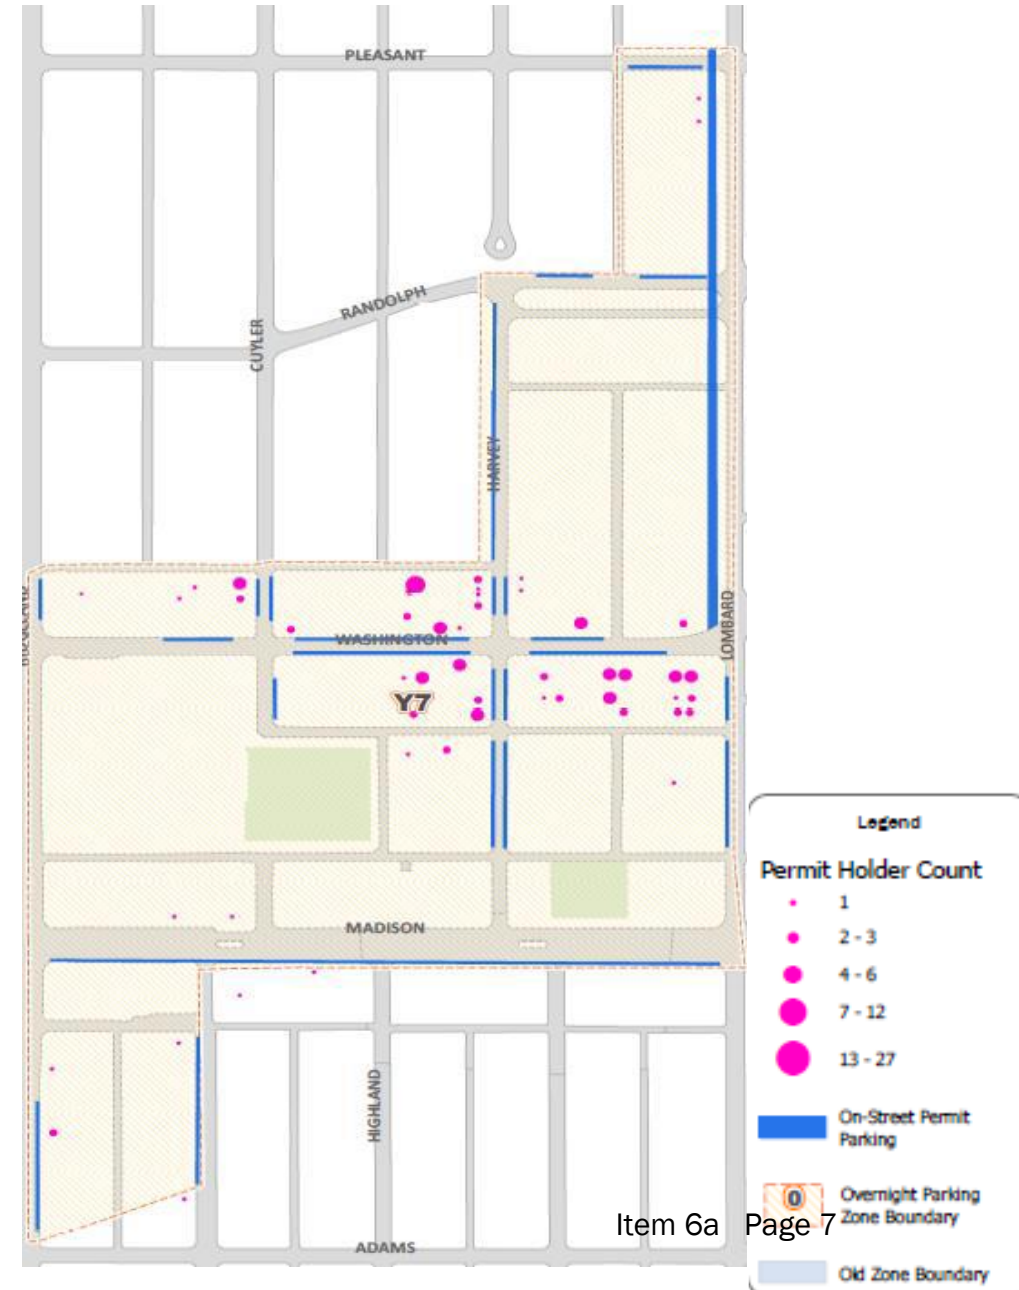 PLEASANT
RANDOLPH
CUYLER
HARVEY
LOMBARD
WASHINGTON
Y7
MADISON
HIGHLAND
ADAMS
Legend
Permit Holder Count
1
2 - 3
4 - 6
7 - 12
13 - 27
On-Street Permit
Parking
0
Overnight Parking
Zone Boundary
Item 6a Page 7
Old Zone Boundary